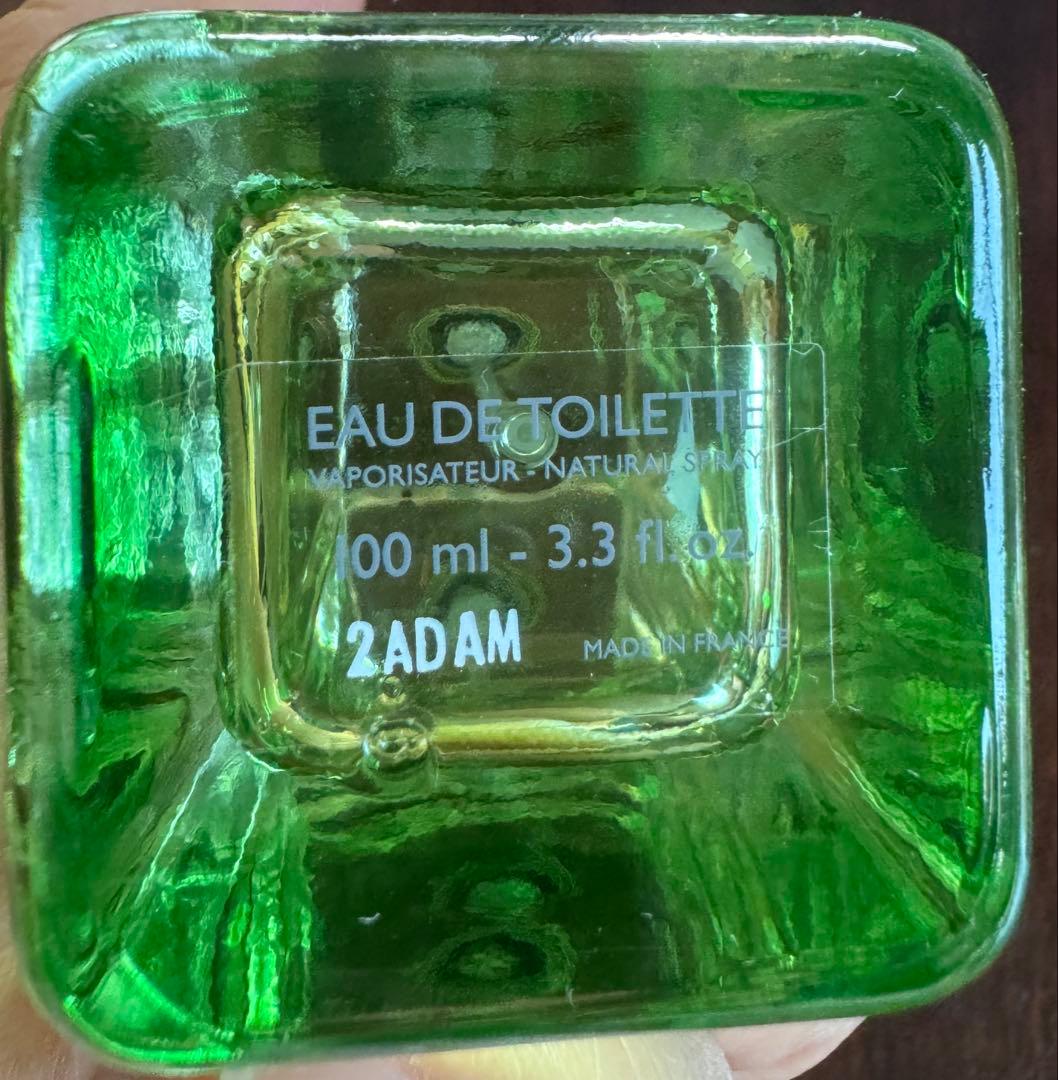 EAU DE TOILETTE
VAPORISATEUR - NATURAL SPRAY
100 ml - 3.3 fl. oz.
2ADAM MADE IN FRANCE